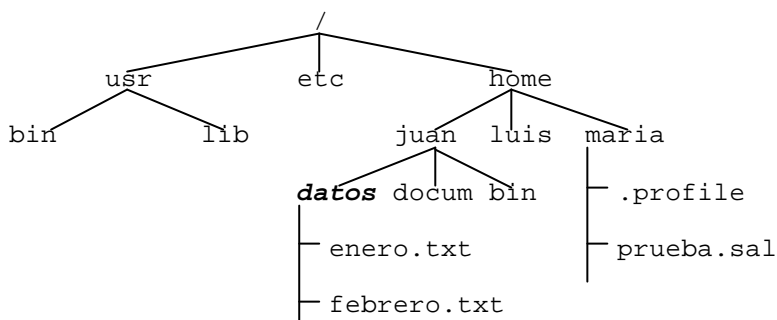 /
usr etc home
bin lib juan luis maria
datos docum bin .profile
enero.txt prueba.sal
febrero.txt